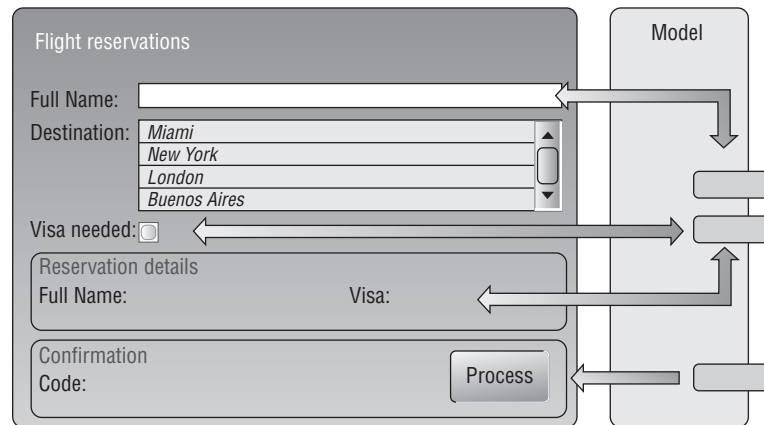 Flight reservations
Model
Full Name:
Destination:
Miami
New York
London
Buenos Aires
Visa needed:
Reservation details
Full Name: Visa:
Confirmation
Code:
Process